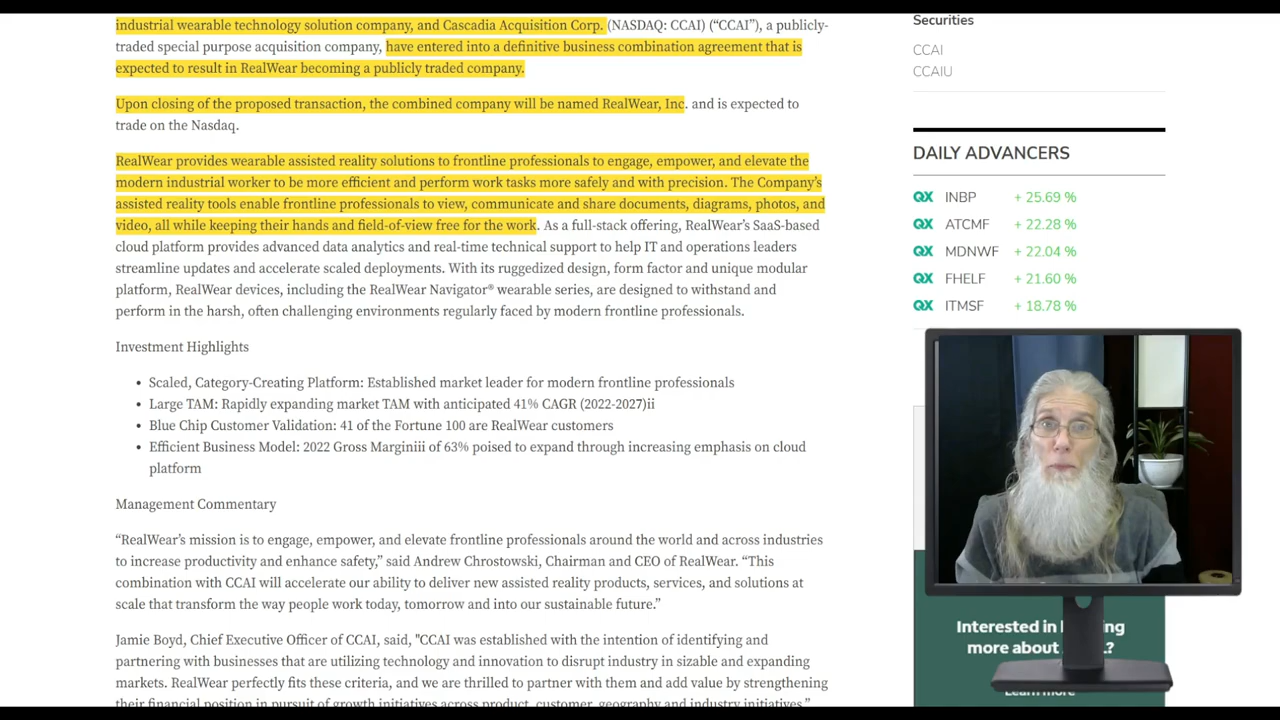 industrial wearable technology solution company, and Cascadia Acquisition Corp. (NASDAQ: CCAI) (“CCAI”), a publicly-
traded special purpose acquisition company, have entered into a definitive business combination agreement that is
expected to result in RealWear becoming a publicly traded company.
Upon closing of the proposed transaction, the combined company will be named RealWear, Inc. and is expected to
trade on the Nasdaq.
RealWear provides wearable assisted reality solutions to frontline professionals to engage, empower, and elevate the
modern industrial worker to be more efficient and perform work tasks more safely and with precision. The Company’s
assisted reality tools enable frontline professionals to view, communicate and share documents, diagrams, photos, and
video, all while keeping their hands and field-of-view free for the work. As a full-stack offering, RealWear’s SaaS-based
cloud platform provides advanced data analytics and real-time technical support to help IT and operations leaders
streamline updates and accelerate scaled deployments. With its ruggedized design, form factor and unique modular
platform, RealWear devices, including the RealWear Navigator® wearable series, are designed to withstand and
perform in the harsh, often challenging environments regularly faced by modern frontline professionals.
Investment Highlights
• Scaled, Category-Creating Platform: Established market leader for modern frontline professionals
• Large TAM: Rapidly expanding market TAM with anticipated 41% CAGR (2022-2027)ii
• Blue Chip Customer Validation: 41 of the Fortune 100 are RealWear customers
• Efficient Business Model: 2022 Gross Marginiii of 63% poised to expand through increasing emphasis on cloud
platform
Management Commentary
“RealWear’s mission is to engage, empower, and elevate frontline professionals around the world and across industries
to increase productivity and enhance safety,” said Andrew Chrostowski, Chairman and CEO of RealWear. “This
combination with CCAI will accelerate our ability to deliver new assisted reality products, services, and solutions at
scale that transform the way people work today, tomorrow and into our sustainable future.”
Jamie Boyd, Chief Executive Officer of CCAI, said, "CCAI was established with the intention of identifying and
partnering with businesses that are utilizing technology and innovation to disrupt industry in sizable and expanding
markets. RealWear perfectly fits these criteria, and we are thrilled to partner with them and add value by strengthening
their financial position in pursuit of growth initiatives across product, customer, geography and industry initiatives."
Securities
CCAI
CCAIU
DAILY ADVANCERS
QX INBP + 25.69 %
QX ATCMF + 22.28 %
QX MDNWF + 22.04 %
QX FHELF + 21.60 %
QX ITMSF + 18.78 %
Interested in ing
more about ?
Learn more